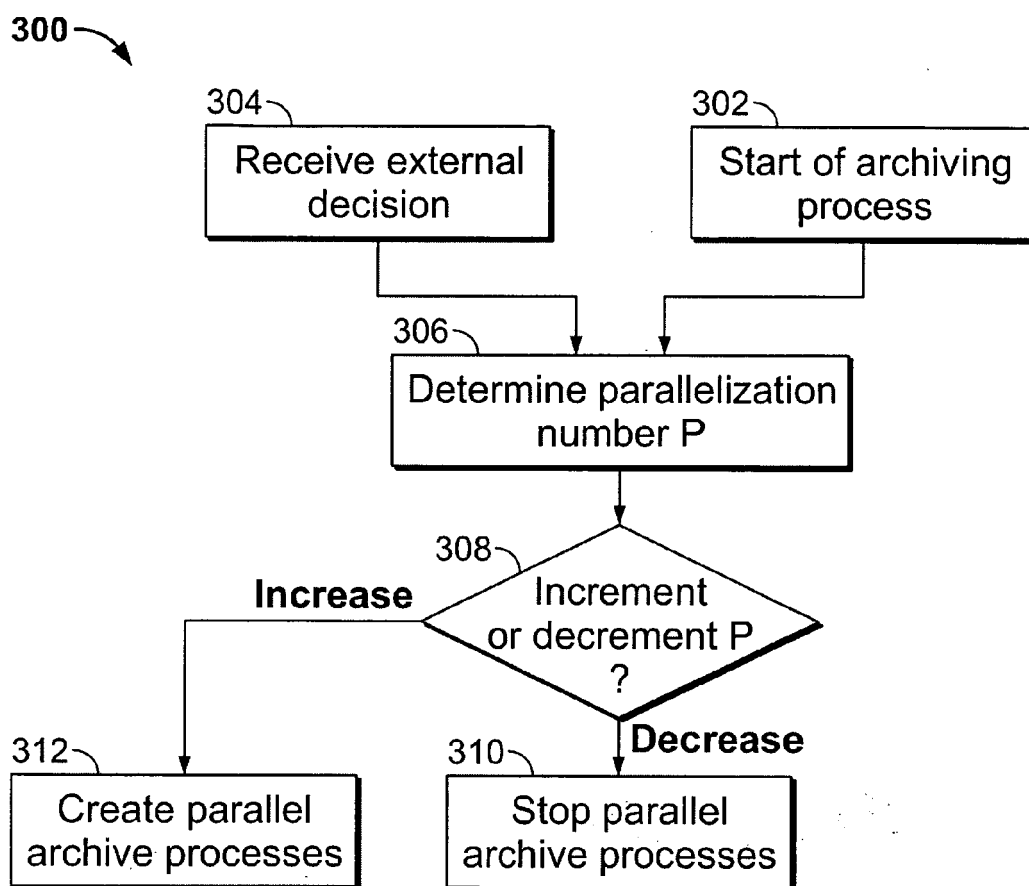 300
304
Receive external
decision
302
Start of archiving
process
306
Determine parallelization
number P
308
Increment
or decrement P
?
Increase
Decrease
312
Create parallel
archive processes
310
Stop parallel
archive processes